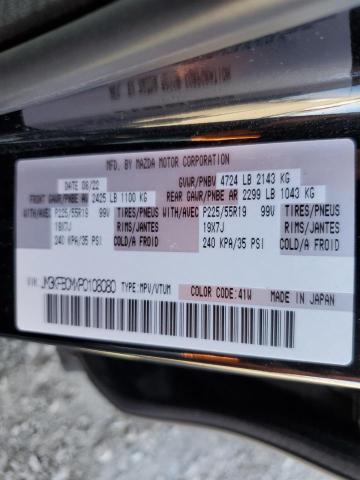 MFG. BY MAZDA MOTOR CORPORATION
DATE 08/22 GVWR/PNBV 4724 LB 2143 KG
FRONT GAWR/PNBE AV 2425 LB 1100 KG REAR GAWR/PNBE AR 2299 LB 1043 KG
WITH/AVEC P225/55R19 99V TIRES/PNEUS WITH/AVEC P225/55R19 99V TIRES/PNEUS
19X7J RIMS/JANTES 19X7J RIMS/JANTES
240 KPA/35 PSI COLD/A FROID 240 KPA/35 PSI COLD/A FROID
VIN: TYPE: MPV/VTUM COLOR CODE: 41W MADE IN JAPAN